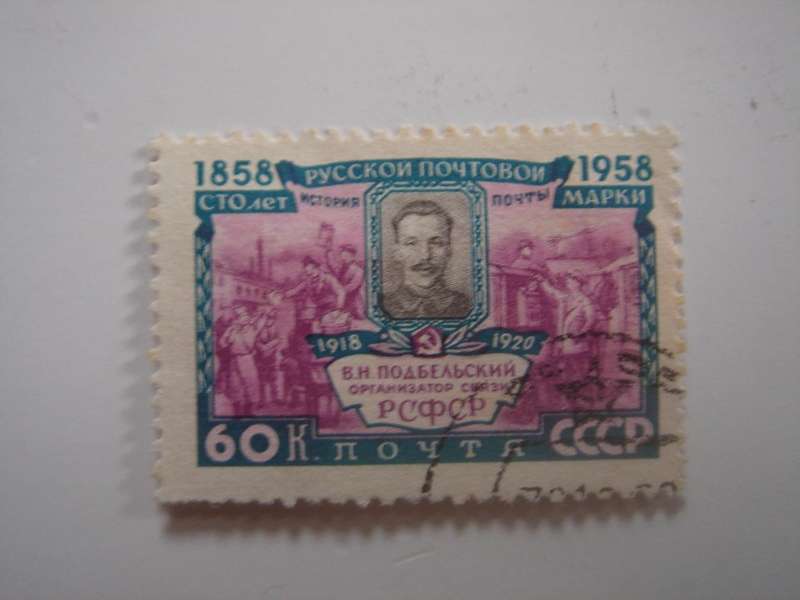 1858 РУССКОЙ ПОЧТОВОЙ 1958
СТО лет ИСТОРИЯ ПОЧТЫ МАРКИ
1918 1920
В.Н. ПОДБЕЛЬСКИЙ
ОРГАНИЗАТОР СВЯЗИ
РСФСР
60 К. ПОЧТА СССР